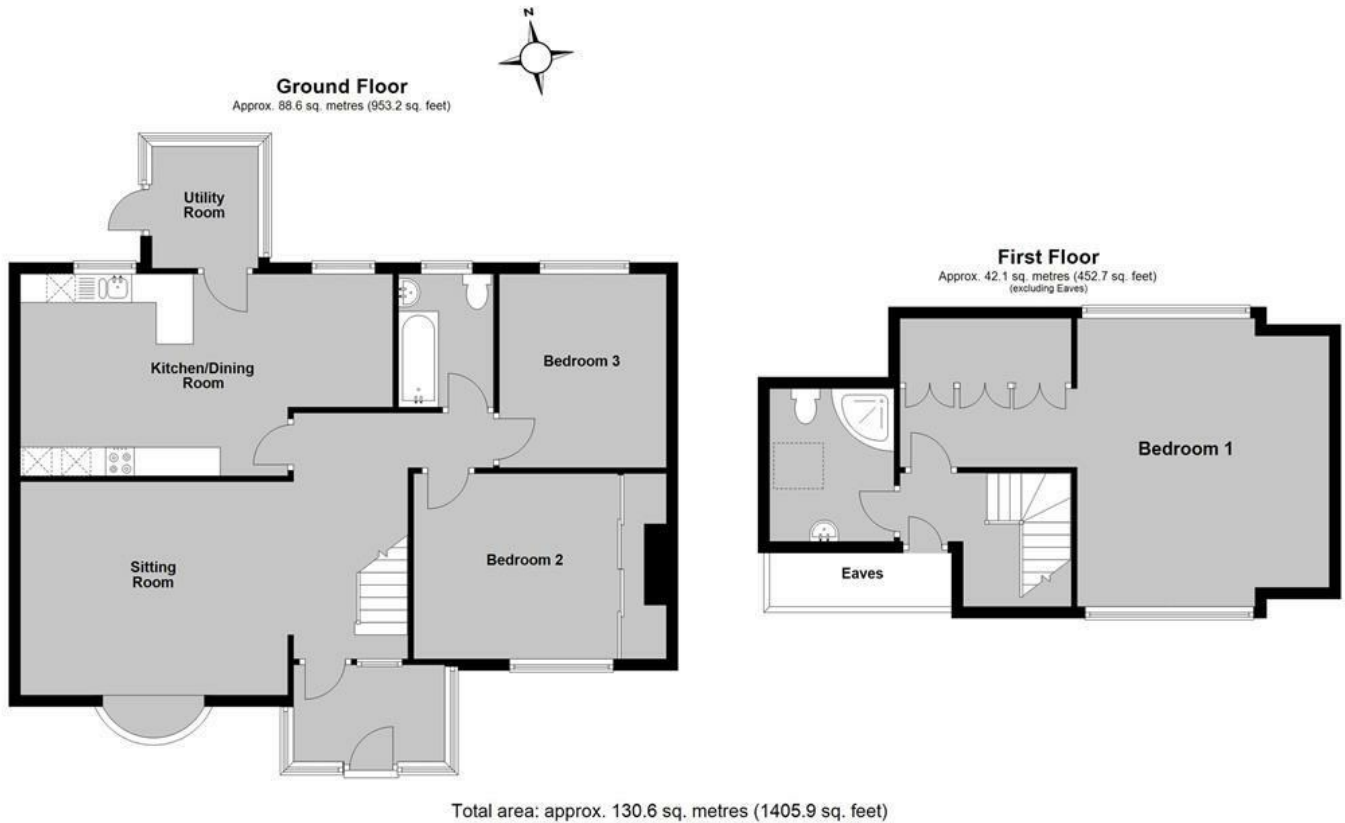 N
Ground Floor
Approx. 88.6 sq. metres (953.2 sq. feet)
Utility
Room
Kitchen/Dining
Room
Bedroom 3
Sitting
Room
Bedroom 2
First Floor
Approx. 42.1 sq. metres (452.7 sq. feet)
(excluding Eaves)
Bedroom 1
Eaves
Total area: approx. 130.6 sq. metres (1405.9 sq. feet)